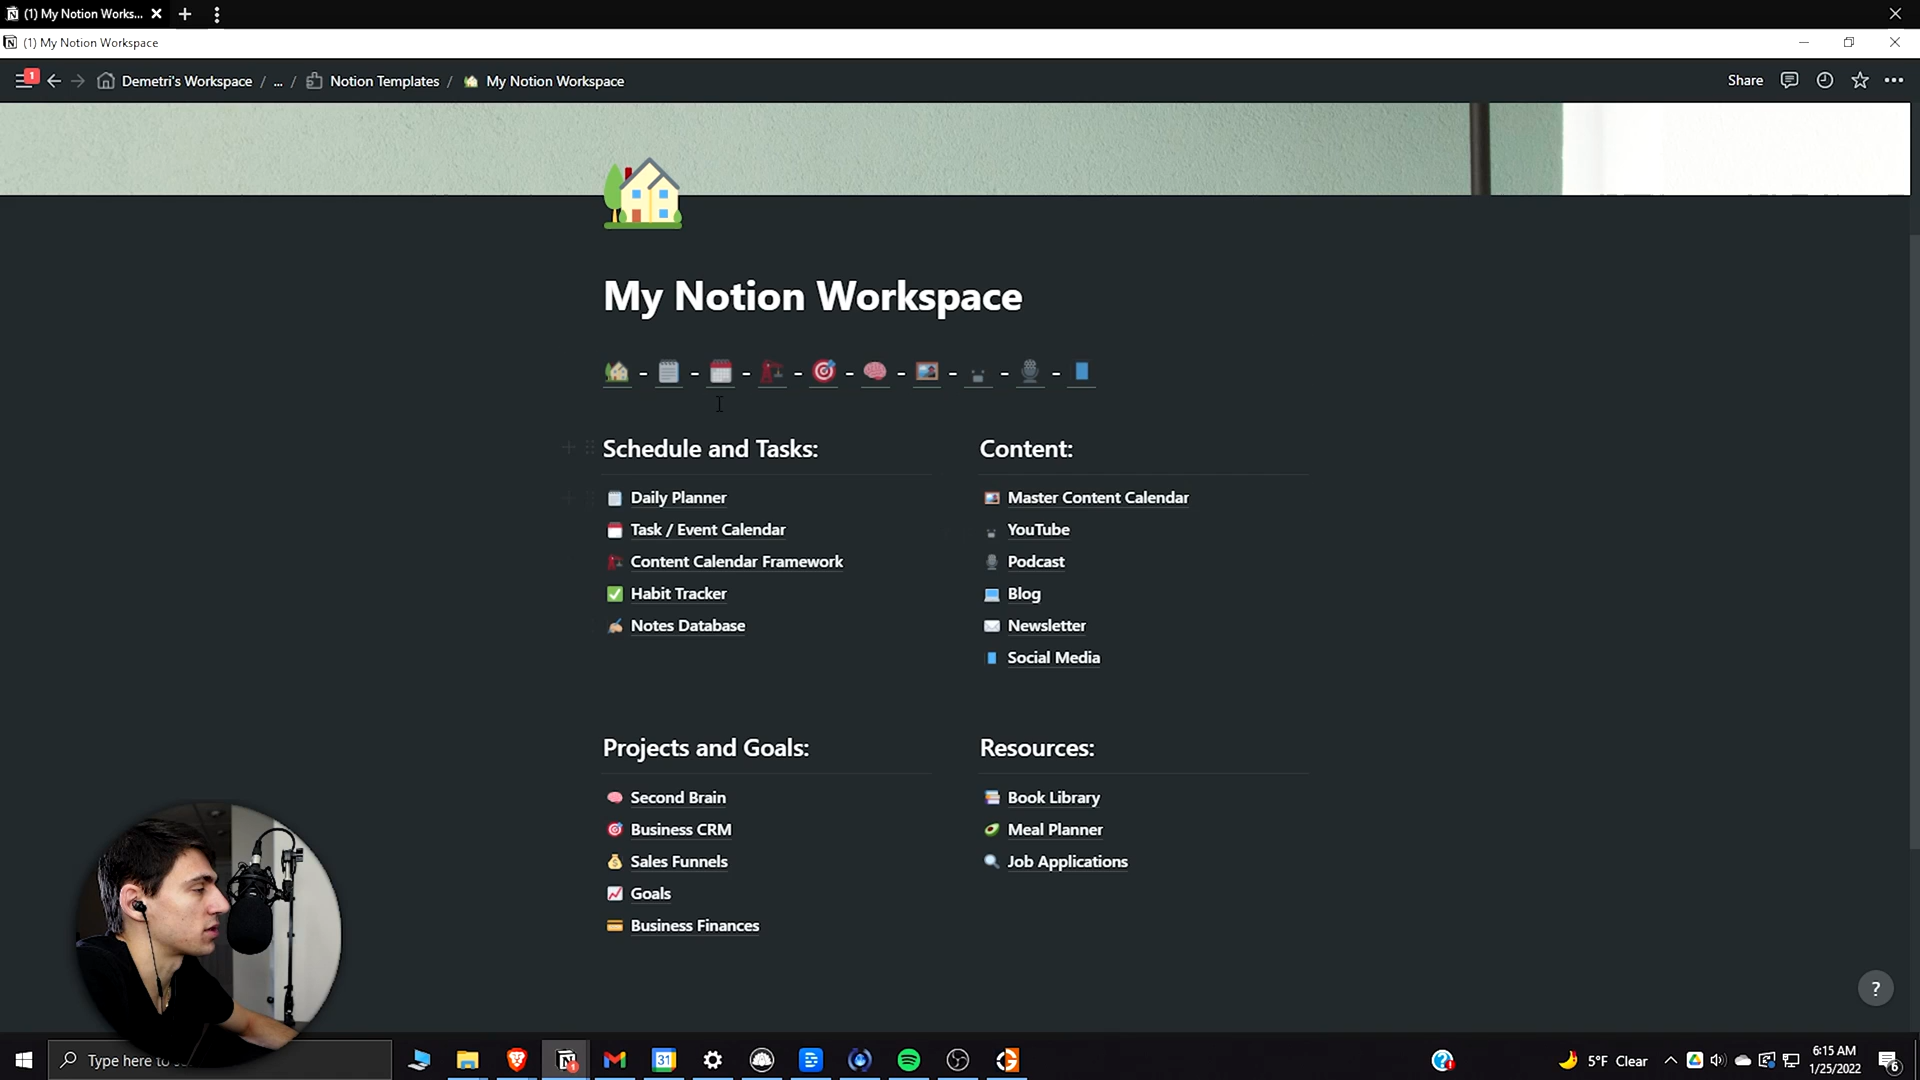 (1) My Notion Works...
(1) My Notion Workspace
1
Demetri's Workspace / ... / Notion Templates / My Notion Workspace
Share
My Notion Workspace
- - - - - - - - -
Schedule and Tasks:
Daily Planner
Task / Event Calendar
Content Calendar Framework
Habit Tracker
Notes Database
Content:
Master Content Calendar
YouTube
Podcast
Blog
Newsletter
Social Media
Projects and Goals:
Second Brain
Business CRM
Sales Funnels
Goals
Business Finances
Resources:
Book Library
Meal Planner
Job Applications
?
Type here to
31
5°F Clear
6:15 AM
1/25/2022
6